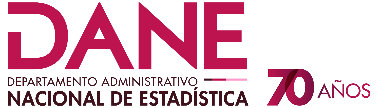 DANE
DEPARTAMENTO ADMINISTRATIVO
NACIONAL DE ESTADÍSTICA
70 AÑOS